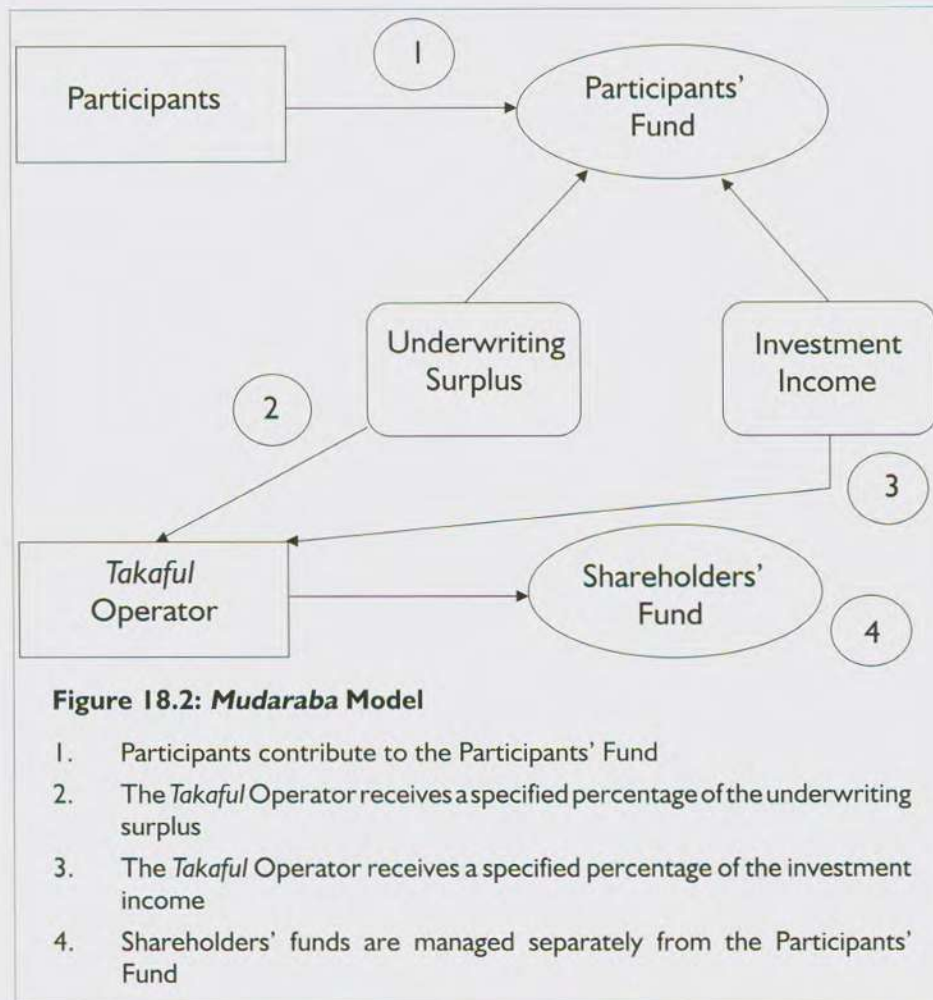 1
Participants
Participants'
Fund
Underwriting
Surplus
Investment
Income
2
3
Takaful
Operator
Shareholders'
Fund
4
Figure 18.2: Mudaraba Model
1. Participants contribute to the Participants' Fund
2. The Takaful Operator receives a specified percentage of the underwriting
surplus
3. The Takaful Operator receives a specified percentage of the investment
income
4. Shareholders' funds are managed separately from the Participants'
Fund